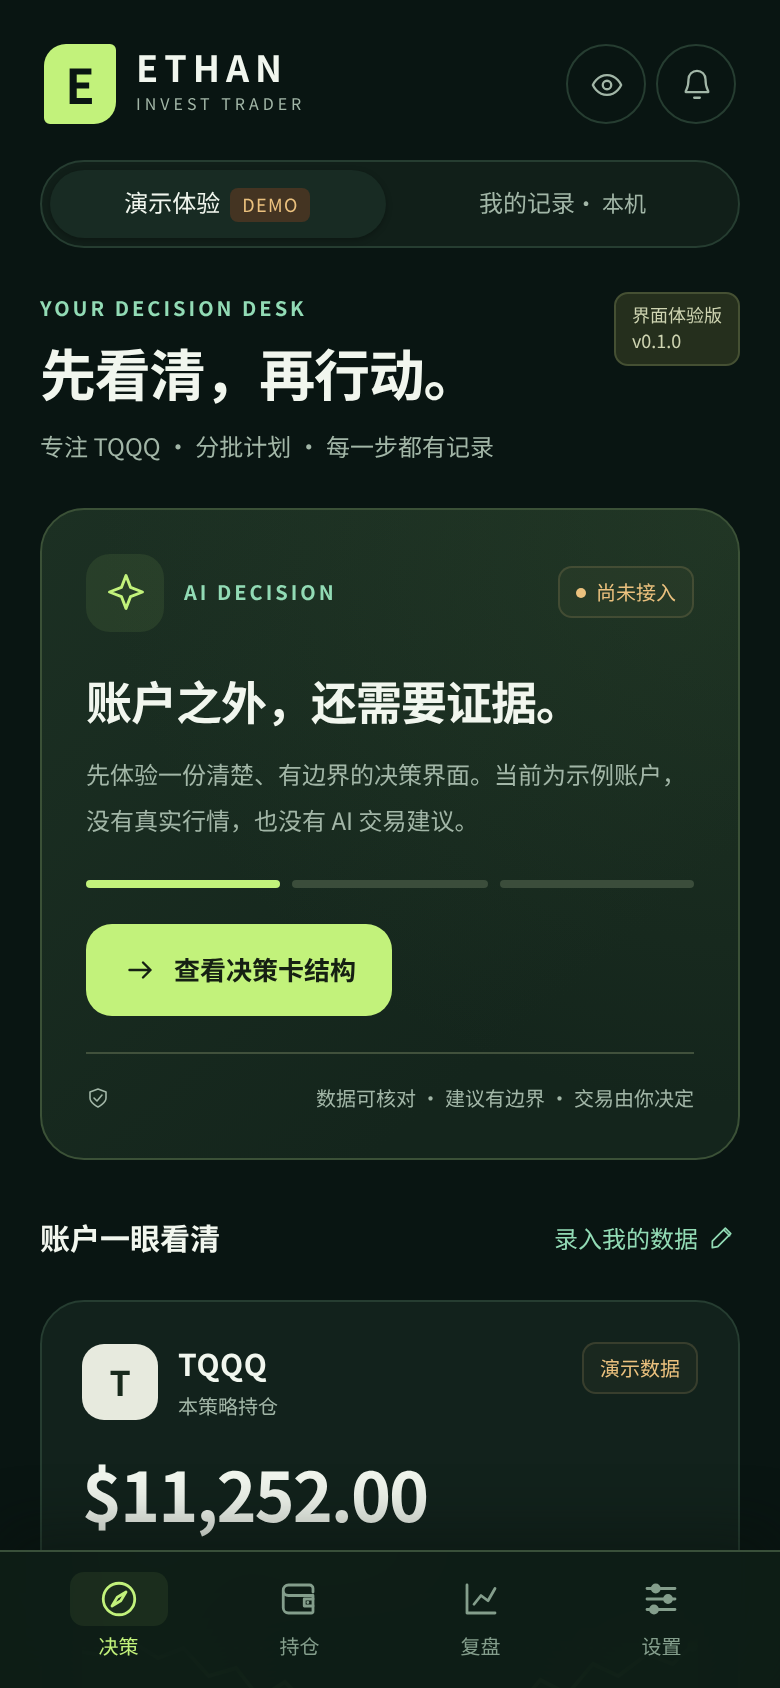 E
ETHAN
INVEST TRADER
演示体验 DEMO
我的记录· 本机
YOUR DECISION DESK
界面体验版
v0.1.0
先看清，再行动。
专注 TQQQ · 分批计划 · 每一步都有记录
AI DECISION
尚未接入
账户之外，还需要证据。
先体验一份清楚、有边界的决策界面。当前为示例账户，
没有真实行情，也没有 AI 交易建议。
查看决策卡结构
数据可核对 · 建议有边界 · 交易由你决定
账户一眼看清
录入我的数据
T
TQQQ
本策略持仓
演示数据
$11,252.00
决策
持仓
复盘
设置